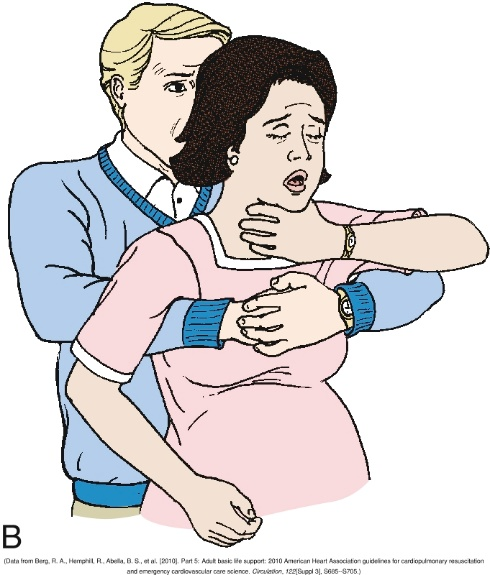 B
(Data from Berg, R. A., Hemphill, R., Abella, B. S., et al. [2010]. Part 5: Adult basic life support: 2010 American Heart Association guidelines for cardiopulmonary resuscitation
and emergency cardiovascular care science. Circulation, 122[Suppl 3], S685–S705.)